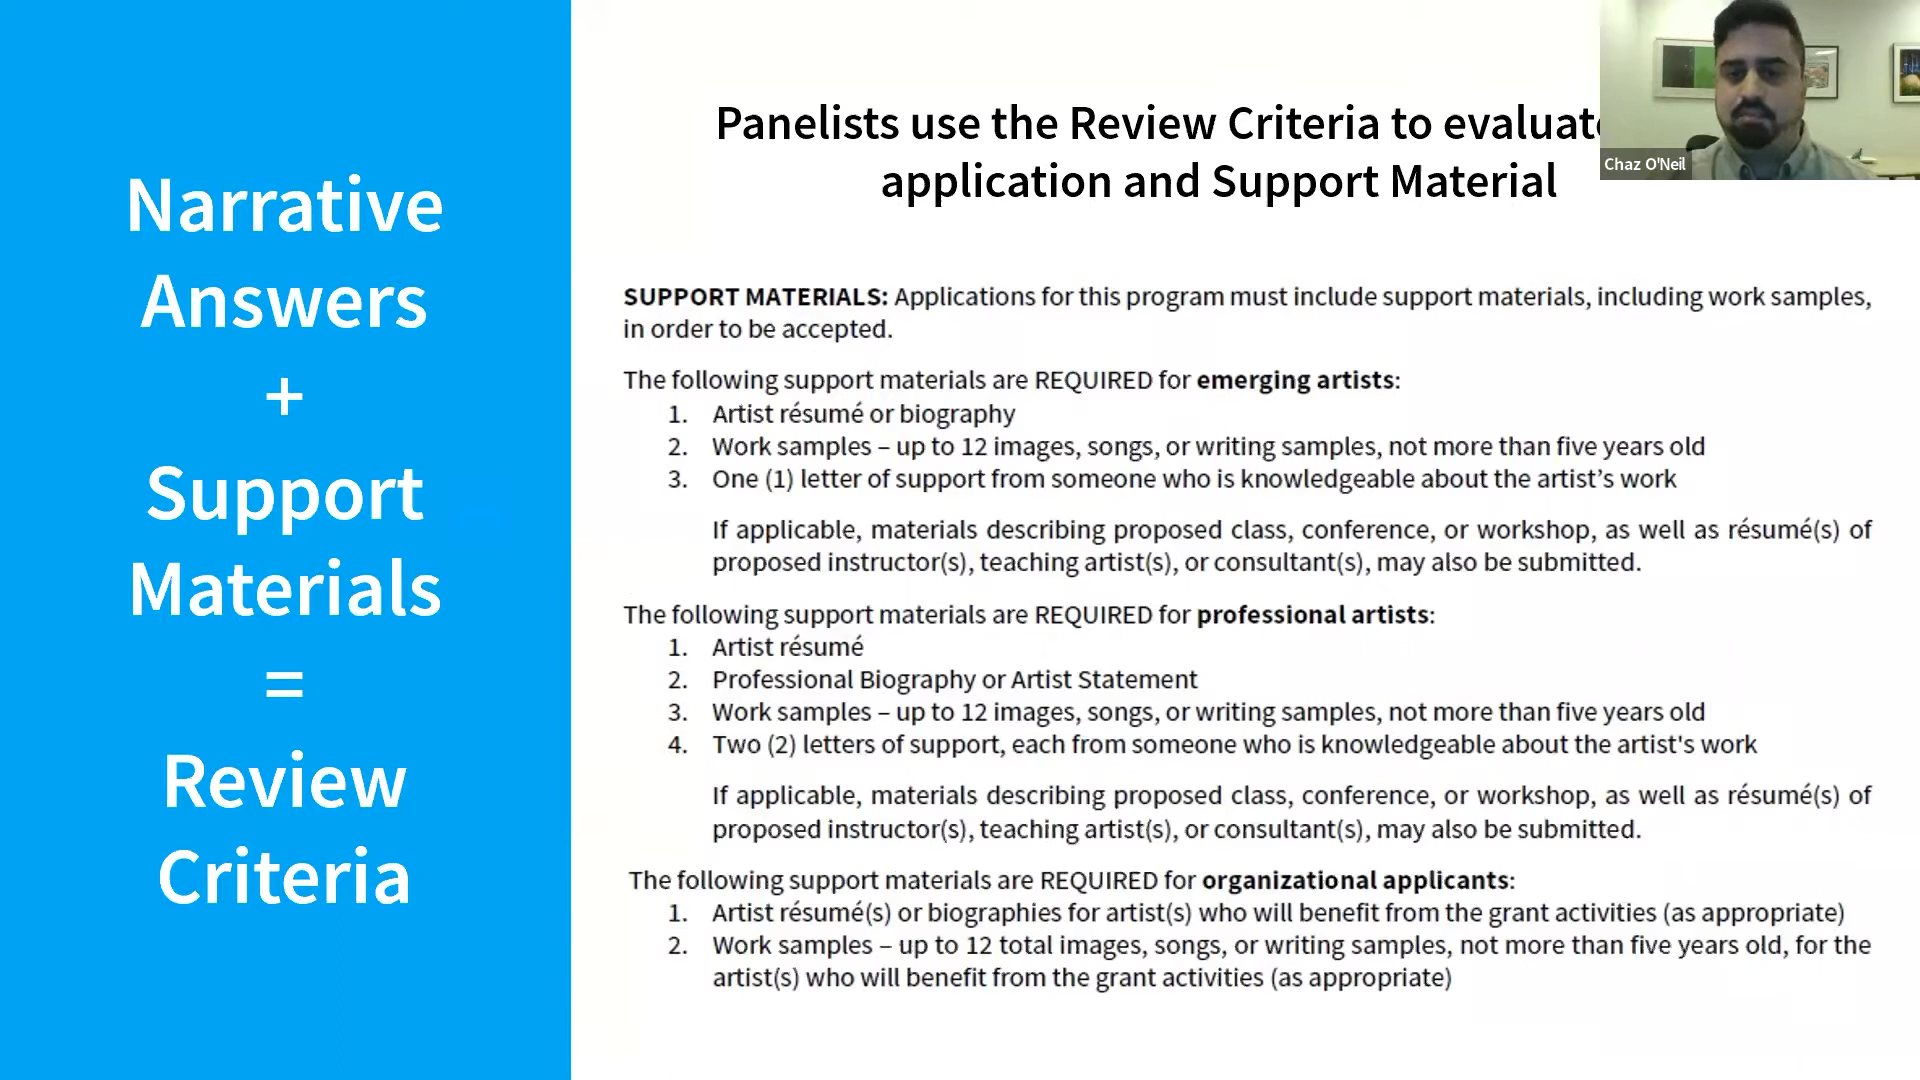 Narrative
Answers
+
Support
Materials
=
Review
Criteria
Panelists use the Review Criteria to evaluate
application and Support Material
Chaz O'Neil
SUPPORT MATERIALS: Applications for this program must include support materials, including work samples,
in order to be accepted.
The following support materials are REQUIRED for emerging artists:
1. Artist résumé or biography
2. Work samples – up to 12 images, songs, or writing samples, not more than five years old
3. One (1) letter of support from someone who is knowledgeable about the artist’s work
If applicable, materials describing proposed class, conference, or workshop, as well as résumé(s) of
proposed instructor(s), teaching artist(s), or consultant(s), may also be submitted.
The following support materials are REQUIRED for professional artists:
1. Artist résumé
2. Professional Biography or Artist Statement
3. Work samples – up to 12 images, songs, or writing samples, not more than five years old
4. Two (2) letters of support, each from someone who is knowledgeable about the artist's work
If applicable, materials describing proposed class, conference, or workshop, as well as résumé(s) of
proposed instructor(s), teaching artist(s), or consultant(s), may also be submitted.
The following support materials are REQUIRED for organizational applicants:
1. Artist résumé(s) or biographies for artist(s) who will benefit from the grant activities (as appropriate)
2. Work samples – up to 12 total images, songs, or writing samples, not more than five years old, for the
artist(s) who will benefit from the grant activities (as appropriate)